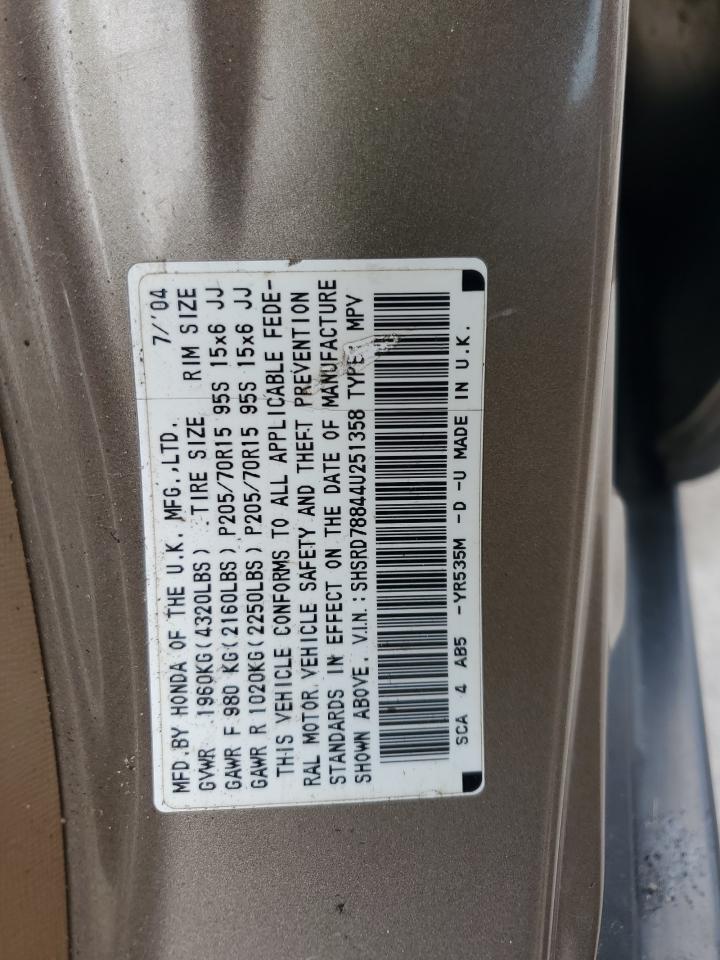 MFD.BY HONDA OF THE U.K. MFG.,LTD. 7/'04
GVWR 1960KG(4320LBS) TIRE SIZE RIM SIZE
GAWR F 980 KG(2160LBS) P205/70R15 95S 15x6 JJ
GAWR R 1020KG(2250LBS) P205/70R15 95S 15x6 JJ
THIS VEHICLE CONFORMS TO ALL APPLICABLE FEDE-
RAL MOTOR VEHICLE SAFETY AND THEFT PREVENTION
STANDARDS IN EFFECT ON THE DATE OF MANUFACTURE
SHOWN ABOVE. V.I.N.:SHSRD78844U251358 TYPE: MPV
SCA 4 AB5 -YR535M -D -U MADE IN U.K.